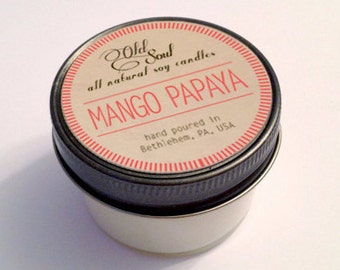 Old
Soul
all natural soy candles
MANGO PAPAYA
hand poured in
Bethlehem, PA, USA